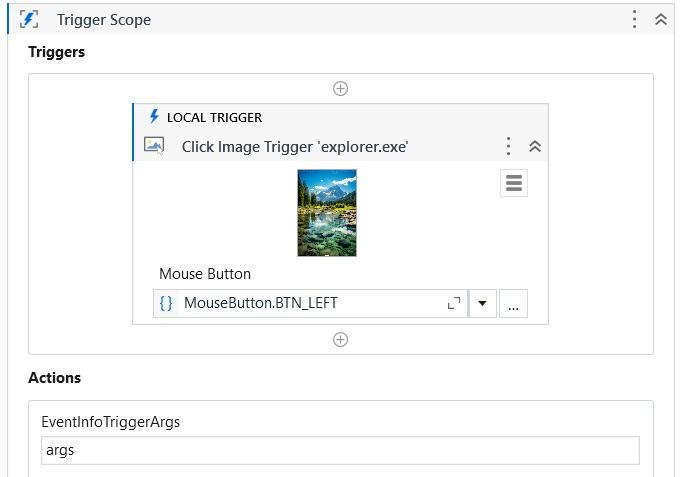 Trigger Scope
Triggers
LOCAL TRIGGER
Click Image Trigger 'explorer.exe'
Mouse Button
{} MouseButton.BTN_LEFT ...
Actions
EventInfoTriggerArgs
args